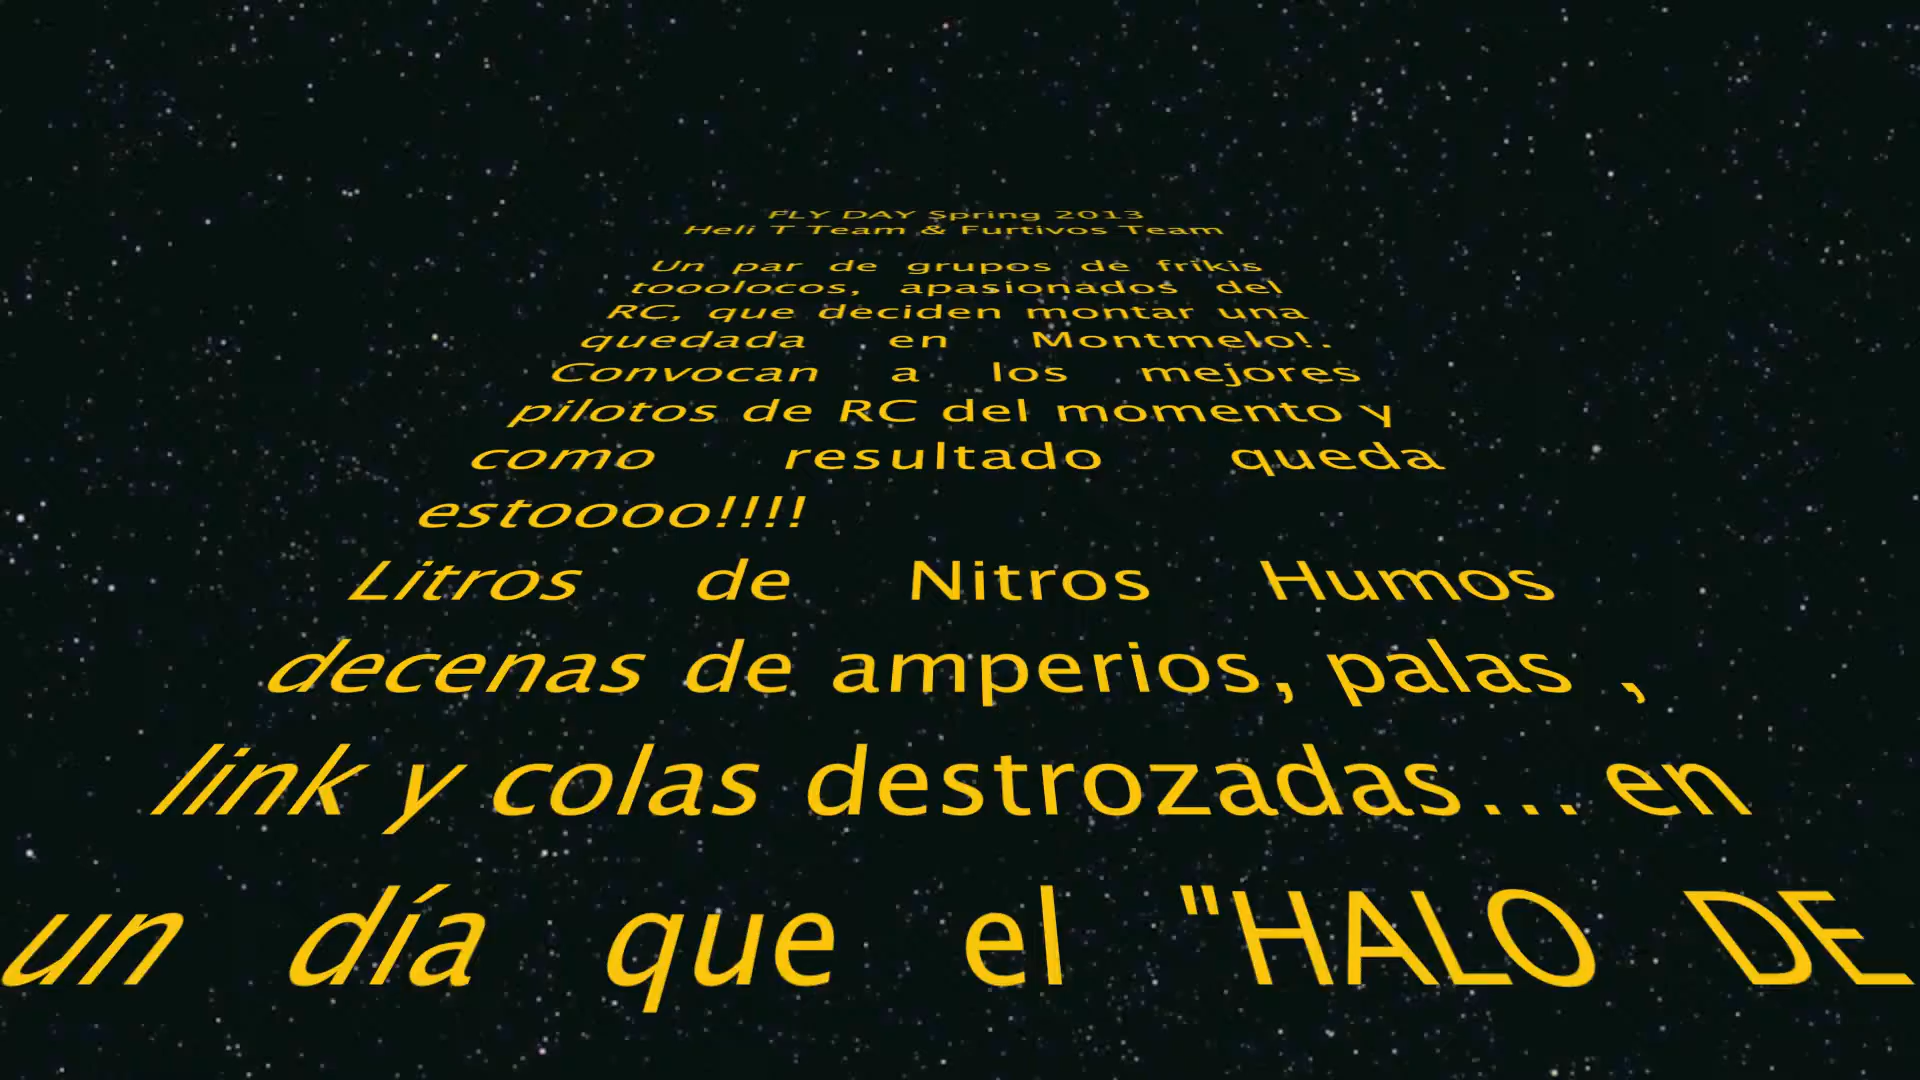 FLY DAY Spring 2013
Heli T Team & Furtivos Team
Un par de grupos de frikis
tooolocos, apasionados del
RC, que deciden montar una
quedada en Montmelo!.
Convocan a los mejores
pilotos de RC del momento y
como resultado queda
estoooo!!!!
Litros de Nitros Humos
decenas de amperios, palas ,
link y colas destrozadas... en
un día que el "HALO DE